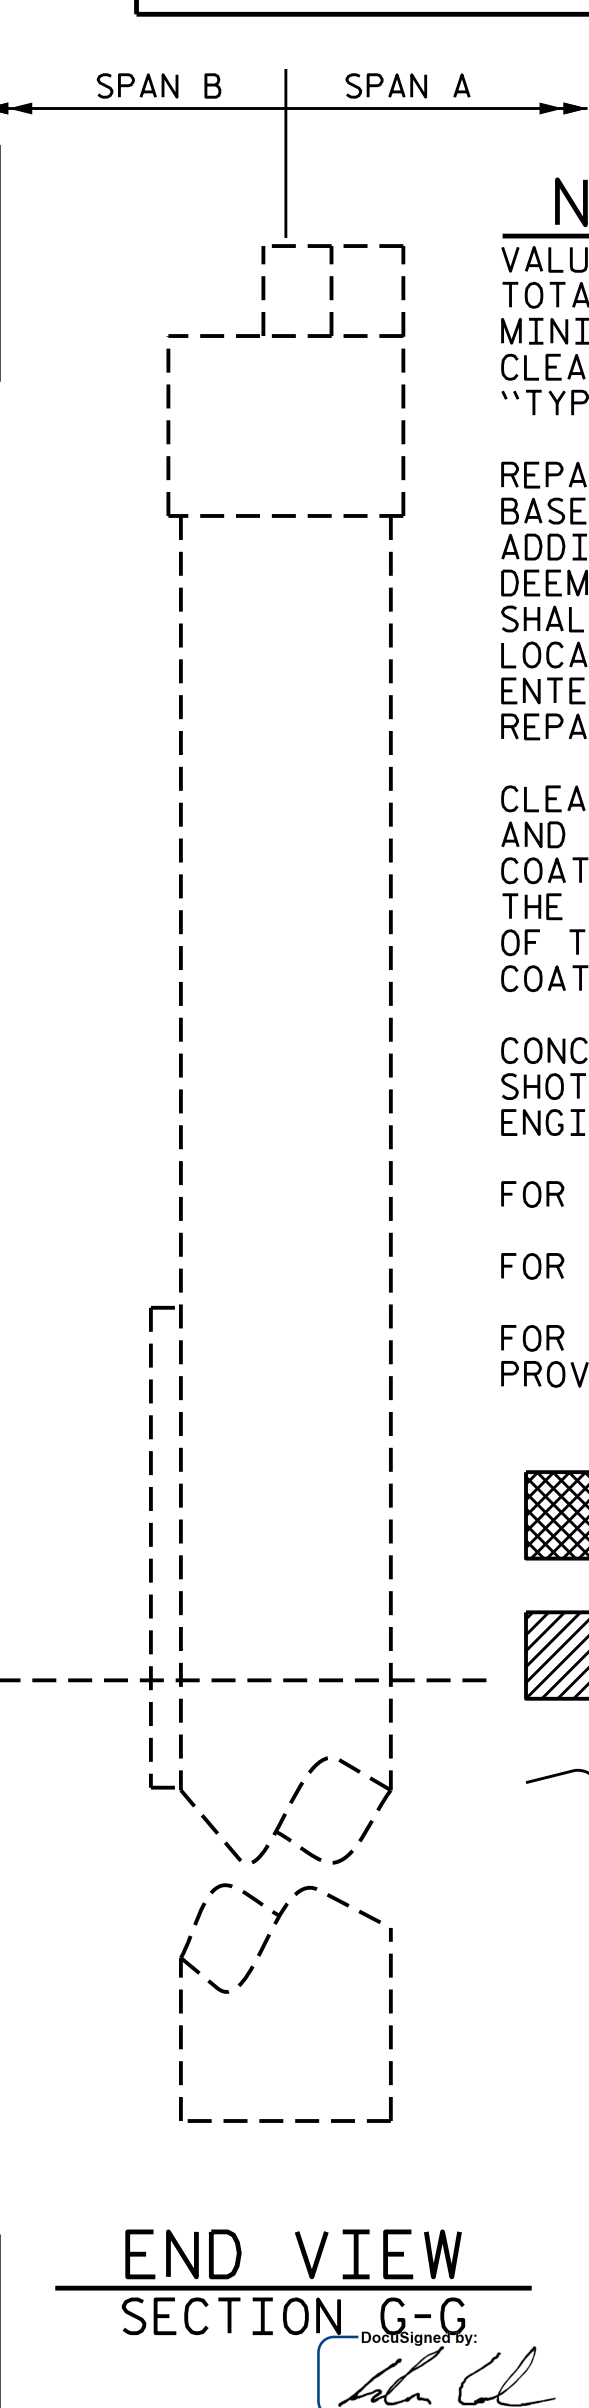 SPAN B
SPAN A
N
VALU
TOTA
MINI
CLEA
“TYP
REPA
BASE
ADDI
DEEM
SHAL
LOCA
ENTE
REPA
CLEA
AND
COAT
THE
OF T
COAT
CONC
SHOT
ENGI
FOR
FOR
FOR
PROV
END VIEW
SECTION G-G
DocuSigned by: